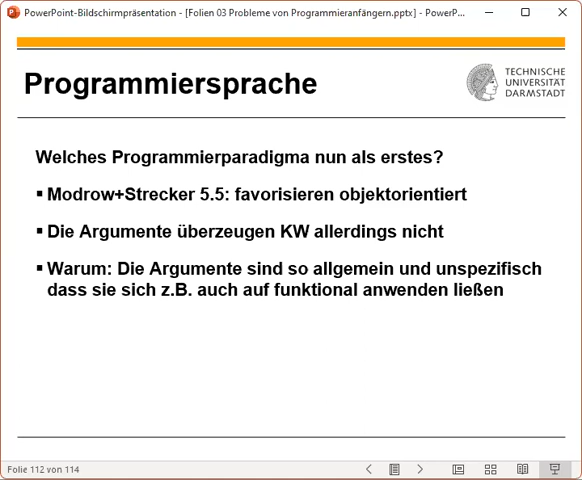 PowerPoint-Bildschirmpräsentation - [Folien 03 Probleme von Programmieranfängern.pptx] - PowerP...
Programmiersprache
TECHNISCHE
UNIVERSITÄT
DARMSTADT
Welches Programmierparadigma nun als erstes?
▪ Modrow+Strecker 5.5: favorisieren objektorientiert
▪ Die Argumente überzeugen KW allerdings nicht
▪ Warum: Die Argumente sind so allgemein und unspezifisch
dass sie sich z.B. auch auf funktional anwenden ließen
Folie 112 von 114